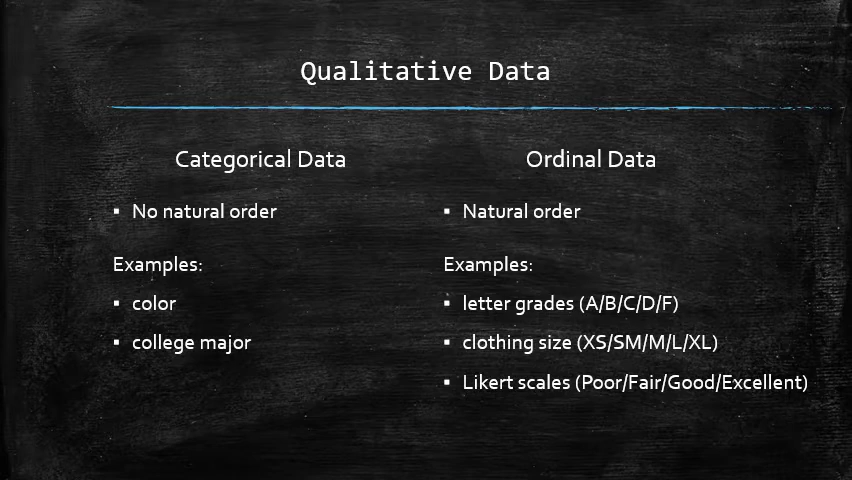 Qualitative Data
Categorical Data
▪ No natural order
Examples:
▪ color
▪ college major
Ordinal Data
▪ Natural order
Examples:
▪ letter grades (A/B/C/D/F)
▪ clothing size (XS/SM/M/L/XL)
▪ Likert scales (Poor/Fair/Good/Excellent)